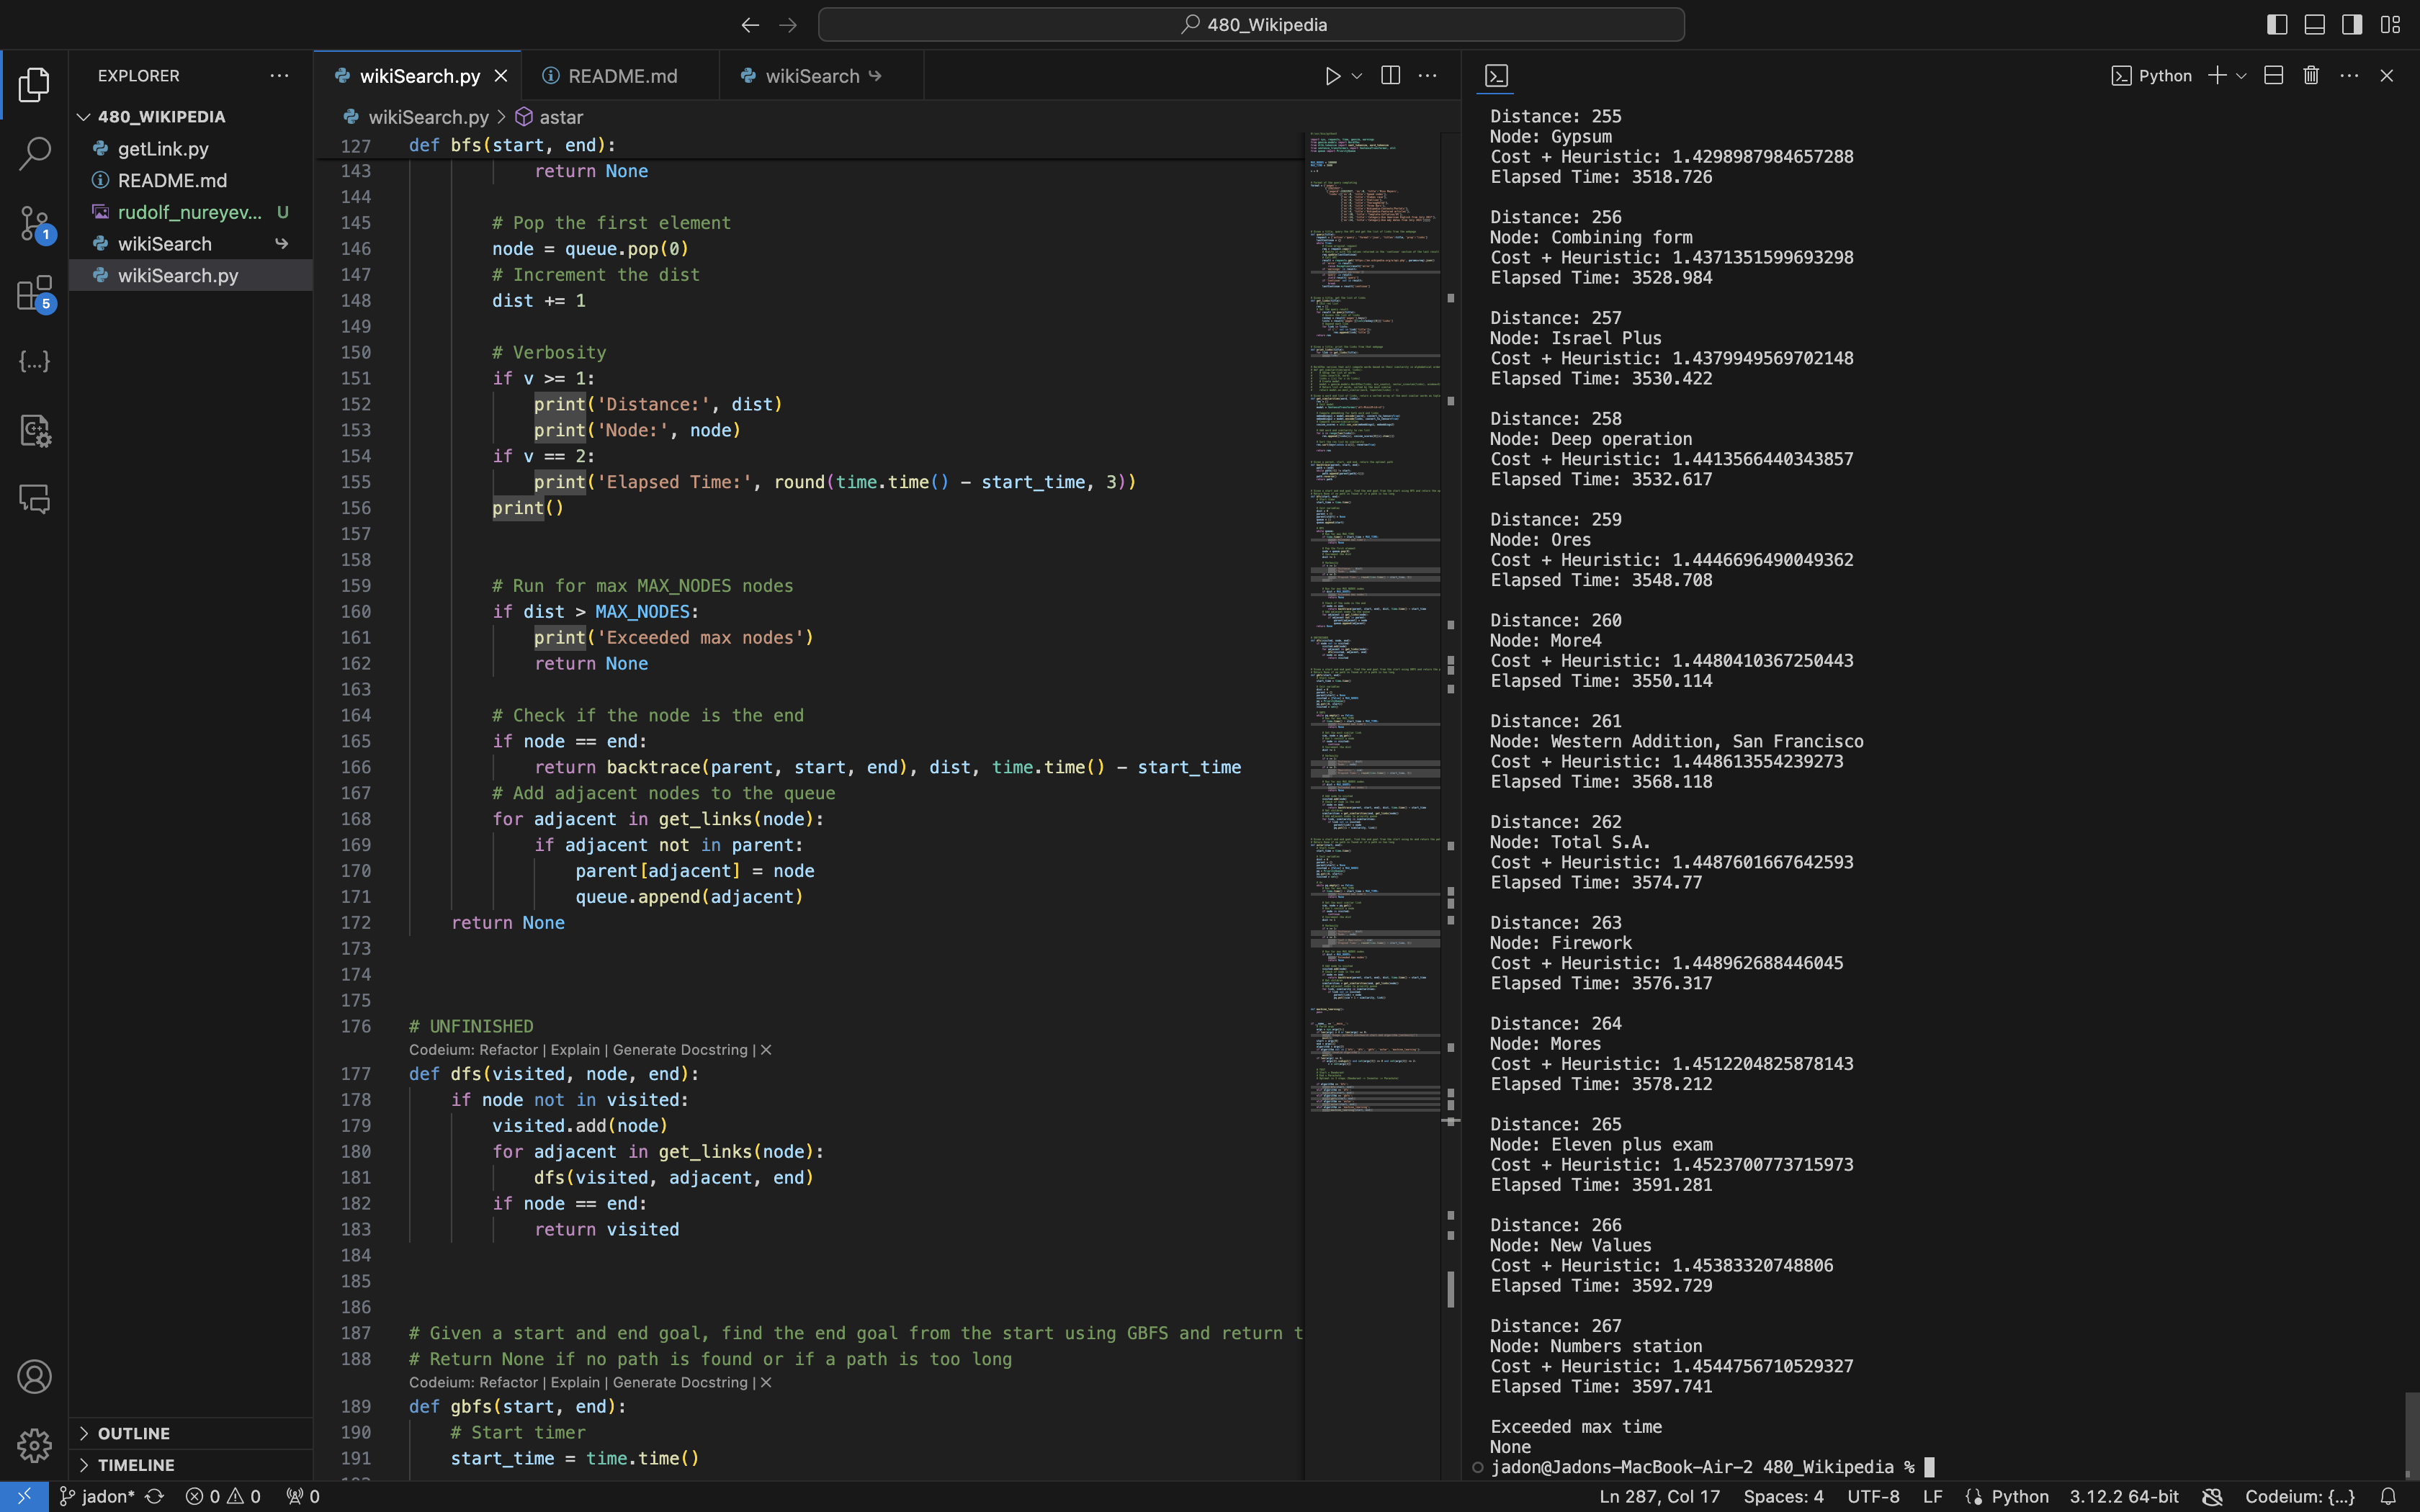 480_Wikipedia
EXPLORER
480_WIKIPEDIA
getLink.py
README.md
rudolf_nureyev... U
wikiSearch
wikiSearch.py
1
5
OUTLINE
TIMELINE
wikiSearch.py
README.md
wikiSearch
wikiSearch.py > astar
127 def bfs(start, end):
143 return None
144
145 # Pop the first element
146 node = queue.pop(0)
147 # Increment the dist
148 dist += 1
149
150 # Verbosity
151 if v >= 1:
152 print('Distance:', dist)
153 print('Node:', node)
154 if v == 2:
155 print('Elapsed Time:', round(time.time() - start_time, 3))
156 print()
157
158
159 # Run for max MAX_NODES nodes
160 if dist > MAX_NODES:
161 print('Exceeded max nodes')
162 return None
163
164 # Check if the node is the end
165 if node == end:
166 return backtrace(parent, start, end), dist, time.time() - start_time
167 # Add adjacent nodes to the queue
168 for adjacent in get_links(node):
169 if adjacent not in parent:
170 parent[adjacent] = node
171 queue.append(adjacent)
172 return None
173
174
175
176 # UNFINISHED
Codeium: Refactor | Explain | Generate Docstring | X
177 def dfs(visited, node, end):
178 if node not in visited:
179 visited.add(node)
180 for adjacent in get_links(node):
181 dfs(visited, adjacent, end)
182 if node == end:
183 return visited
184
185
186
187 # Given a start and end goal, find the end goal from the start using GBFS and return t
188 # Return None if no path is found or if a path is too long
Codeium: Refactor | Explain | Generate Docstring | X
189 def gbfs(start, end):
190 # Start timer
191 start_time = time.time()
Python
Distance: 255
Node: Gypsum
Cost + Heuristic: 1.4298987984657288
Elapsed Time: 3518.726
Distance: 256
Node: Combining form
Cost + Heuristic: 1.4371351599693298
Elapsed Time: 3528.984
Distance: 257
Node: Israel Plus
Cost + Heuristic: 1.4379949569702148
Elapsed Time: 3530.422
Distance: 258
Node: Deep operation
Cost + Heuristic: 1.4413566440343857
Elapsed Time: 3532.617
Distance: 259
Node: Ores
Cost + Heuristic: 1.4446696490049362
Elapsed Time: 3548.708
Distance: 260
Node: More4
Cost + Heuristic: 1.4480410367250443
Elapsed Time: 3550.114
Distance: 261
Node: Western Addition, San Francisco
Cost + Heuristic: 1.448613554239273
Elapsed Time: 3568.118
Distance: 262
Node: Total S.A.
Cost + Heuristic: 1.4487601667642593
Elapsed Time: 3574.77
Distance: 263
Node: Firework
Cost + Heuristic: 1.448962688446045
Elapsed Time: 3576.317
Distance: 264
Node: Mores
Cost + Heuristic: 1.4512204825878143
Elapsed Time: 3578.212
Distance: 265
Node: Eleven plus exam
Cost + Heuristic: 1.4523700773715973
Elapsed Time: 3591.281
Distance: 266
Node: New Values
Cost + Heuristic: 1.45383320748806
Elapsed Time: 3592.729
Distance: 267
Node: Numbers station
Cost + Heuristic: 1.4544756710529327
Elapsed Time: 3597.741
Exceeded max time
None
jadon@Jadons-MacBook-Air-2 480_Wikipedia %
jadon* 0 0 0
Ln 287, Col 17 Spaces: 4 UTF-8 LF Python 3.12.2 64-bit Codeium: {...}